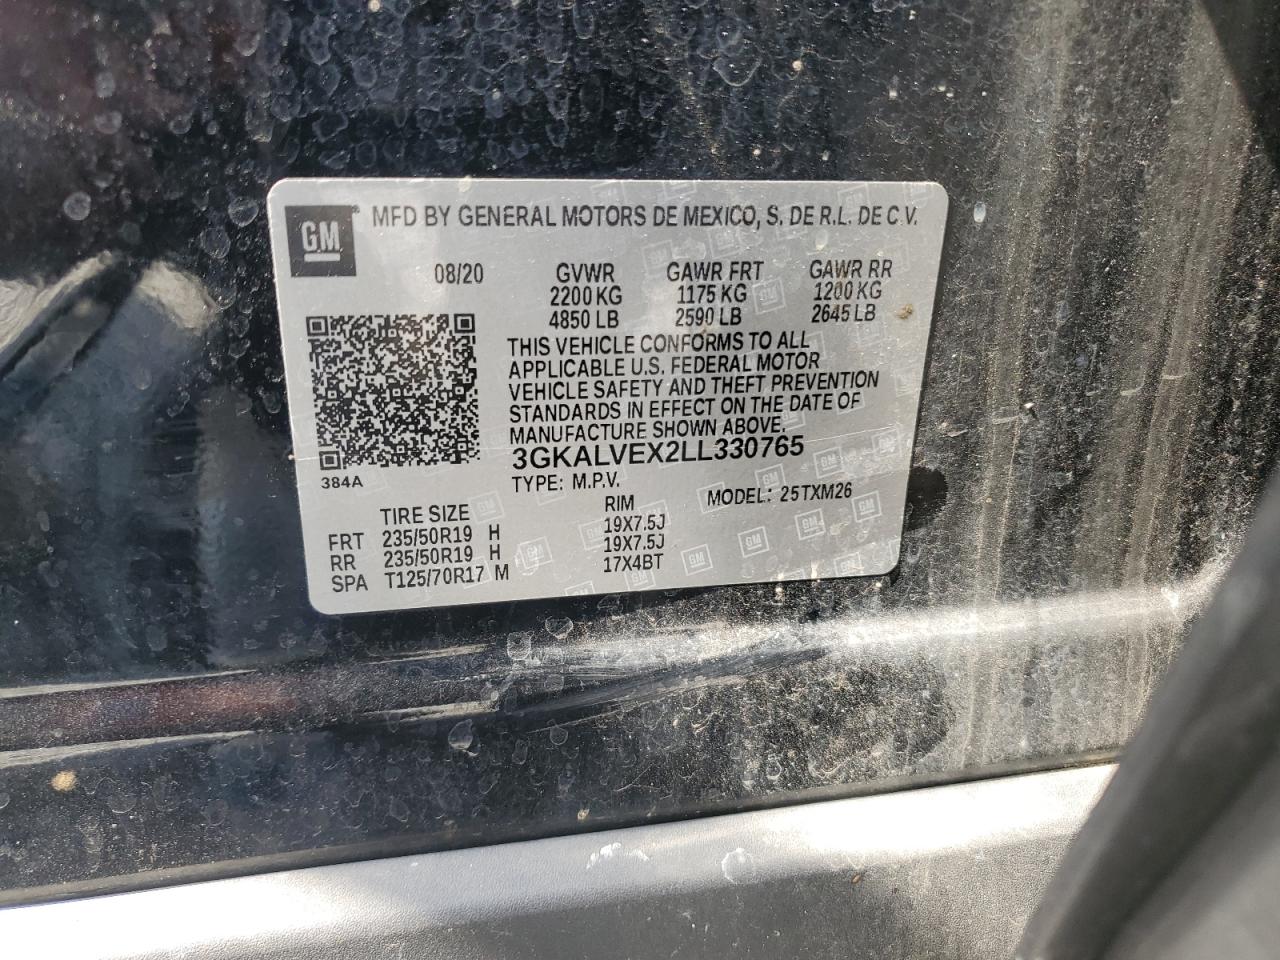 GM
MFD BY GENERAL MOTORS DE MEXICO, S. DE R.L. DE C.V.
08/20 GVWR GAWR FRT GAWR RR
2200 KG 1175 KG 1200 KG
4850 LB 2590 LB 2645 LB
THIS VEHICLE CONFORMS TO ALL
APPLICABLE U.S. FEDERAL MOTOR
VEHICLE SAFETY AND THEFT PREVENTION
STANDARDS IN EFFECT ON THE DATE OF
MANUFACTURE SHOWN ABOVE.
3GKALVEX2LL330765
384A
TYPE: M.P.V. MODEL: 25TXM26
TIRE SIZE RIM
FRT 235/50R19 H 19X7.5J
RR 235/50R19 H 19X7.5J
SPA T125/70R17 M 17X4BT